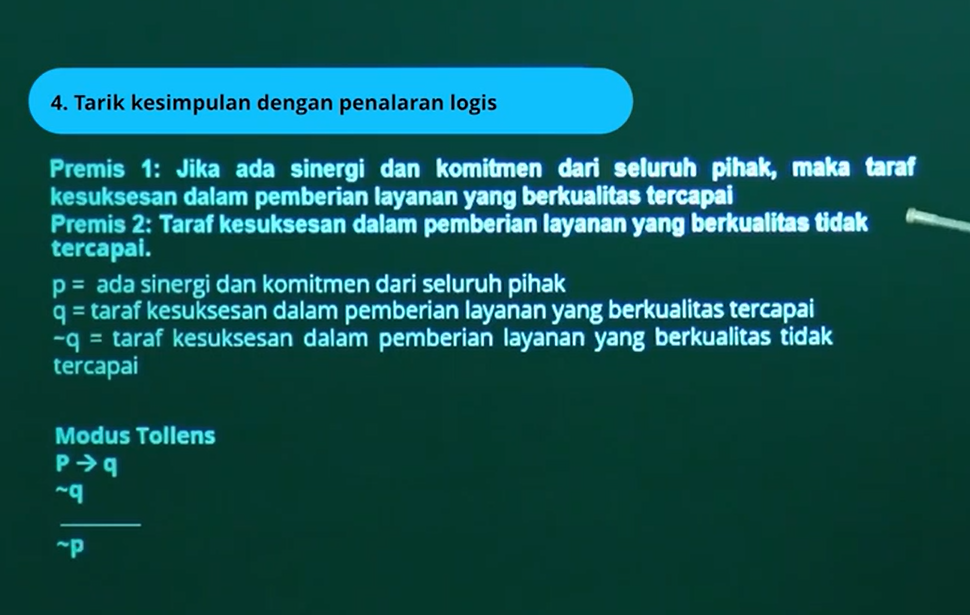 4. Tarik kesimpulan dengan penalaran logis
Premis 1: Jika ada sinergi dan komitmen dari seluruh pihak, maka taraf
kesuksesan dalam pemberian layanan yang berkualitas tercapai
Premis 2: Taraf kesuksesan dalam pemberian layanan yang berkualitas tidak
tercapai.
p = ada sinergi dan komitmen dari seluruh pihak
q = taraf kesuksesan dalam pemberian layanan yang berkualitas tercapai
~q = taraf kesuksesan dalam pemberian layanan yang berkualitas tidak
tercapai
Modus Tollens
P → q
~q
~p